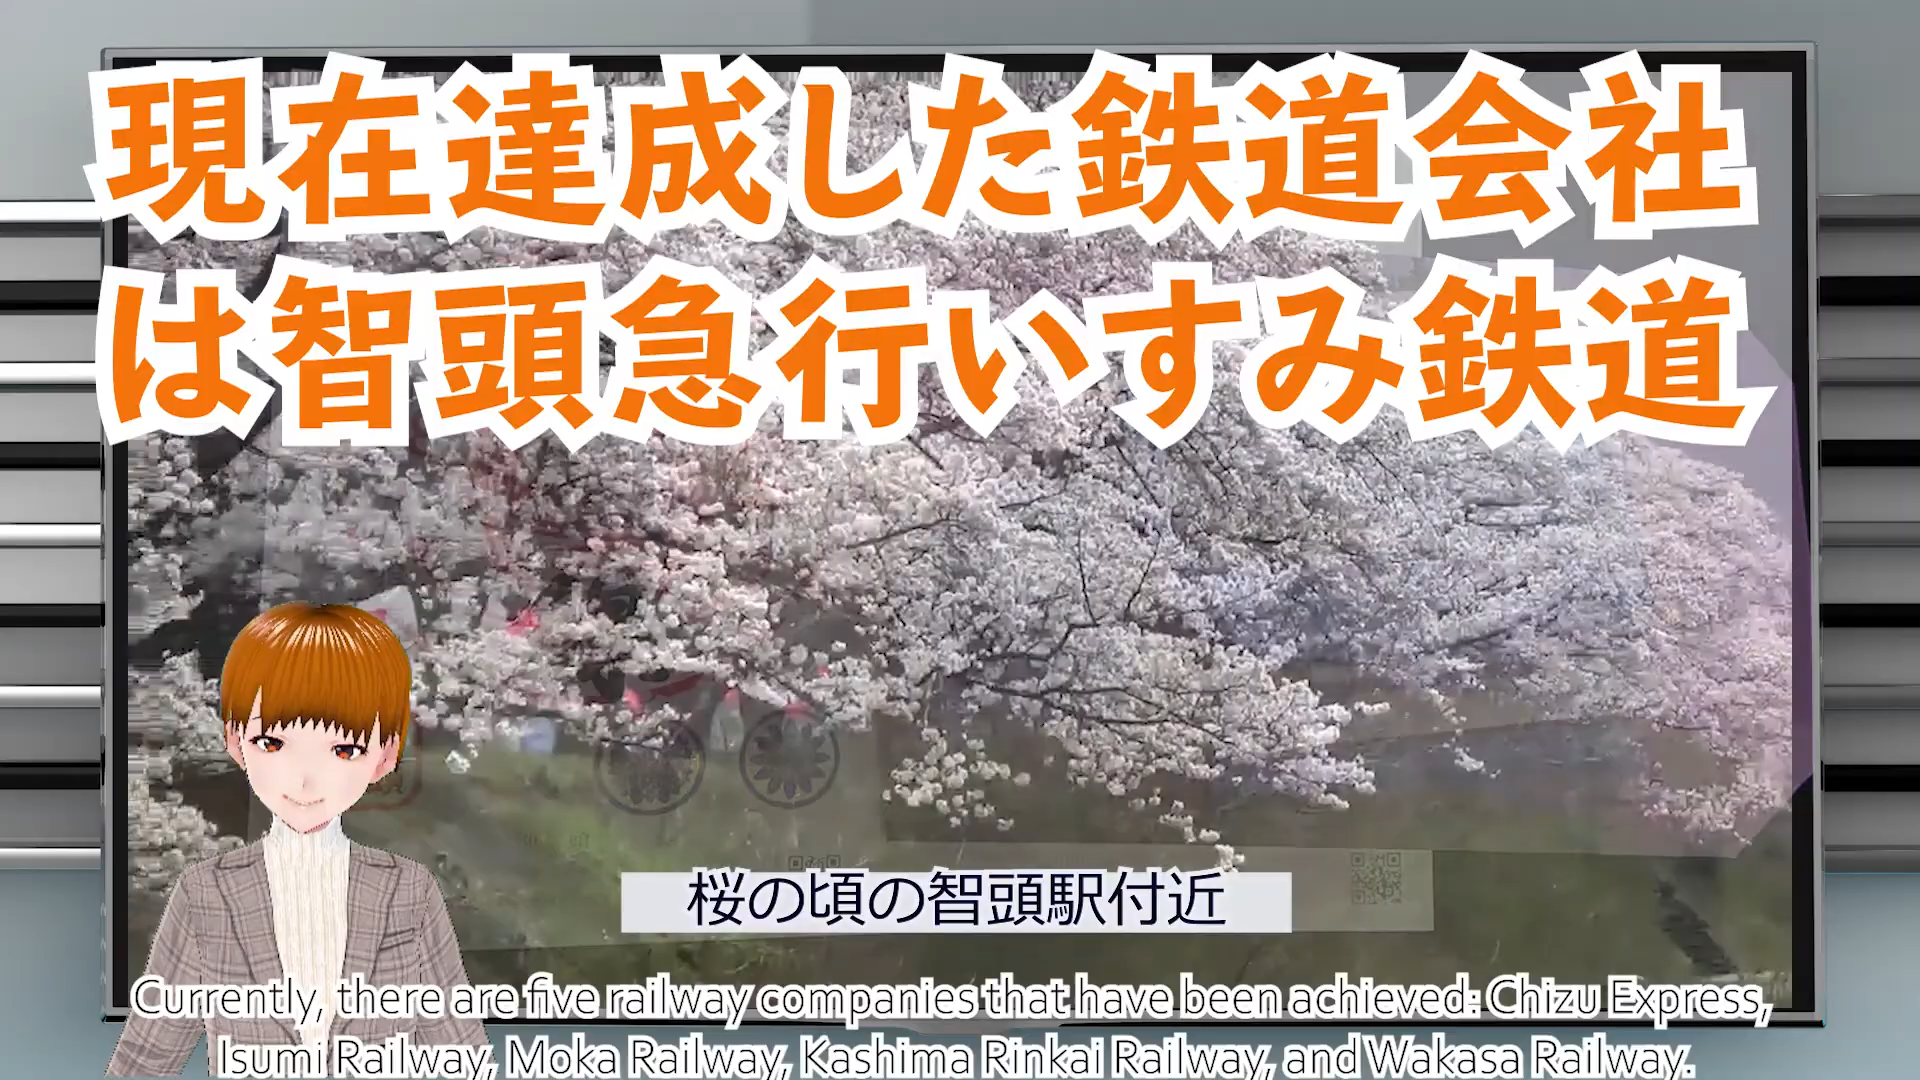 現在達成した鉄道会社
は智頭急行いすみ鉄道
桜の頃の智頭駅付近
Currently, there are five railway companies that have been achieved: Chizu Express,
Isumi Railway, Moka Railway, Kashima Rinkai Railway, and Wakasa Railway.